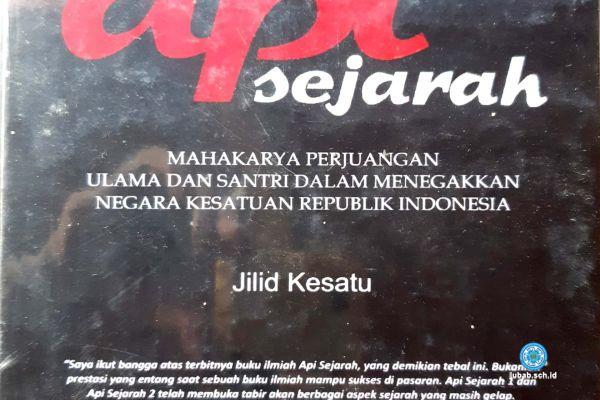 api
sejarah
MAHAKARYA PERJUANGAN
ULAMA DAN SANTRI DALAM MENEGAKKAN
NEGARA KESATUAN REPUBLIK INDONESIA
Jilid Kesatu
"Saya ikut bangga atas terbitnya buku ilmiah Api Sejarah, yang demikian tebal ini. Bukan
prestasi yang entang saat sebuah buku ilmiah mampu sukses di pasaran. Api Sejarah 1 dan
Api Sejarah 2 telah membuka tabir akan berbagai aspek sejarah yang masih gelap.
lubab.sch.id